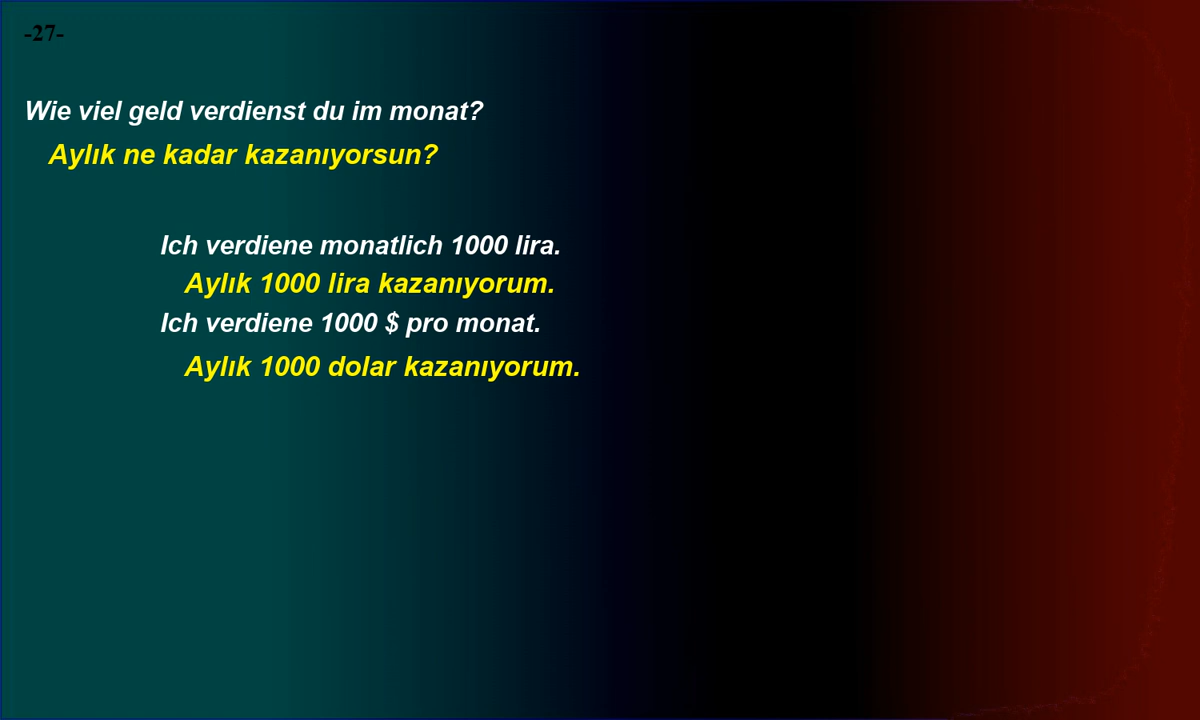 -27-
Wie viel geld verdienst du im monat?
Aylık ne kadar kazanıyorsun?
Ich verdiene monatlich 1000 lira.
Aylık 1000 lira kazanıyorum.
Ich verdiene 1000 $ pro monat.
Aylık 1000 dolar kazanıyorum.